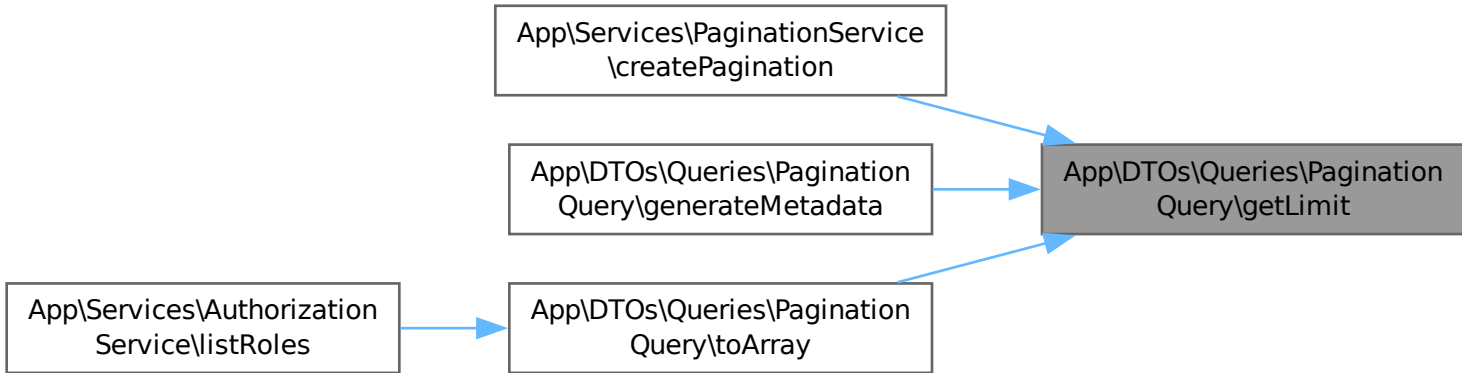 App\Services\PaginationService
\createPagination
App\DTOs\Queries\Pagination
Query\generateMetadata
App\DTOs\Queries\Pagination
Query\getLimit
App\Services\Authorization
Service\listRoles
App\DTOs\Queries\Pagination
Query\toArray